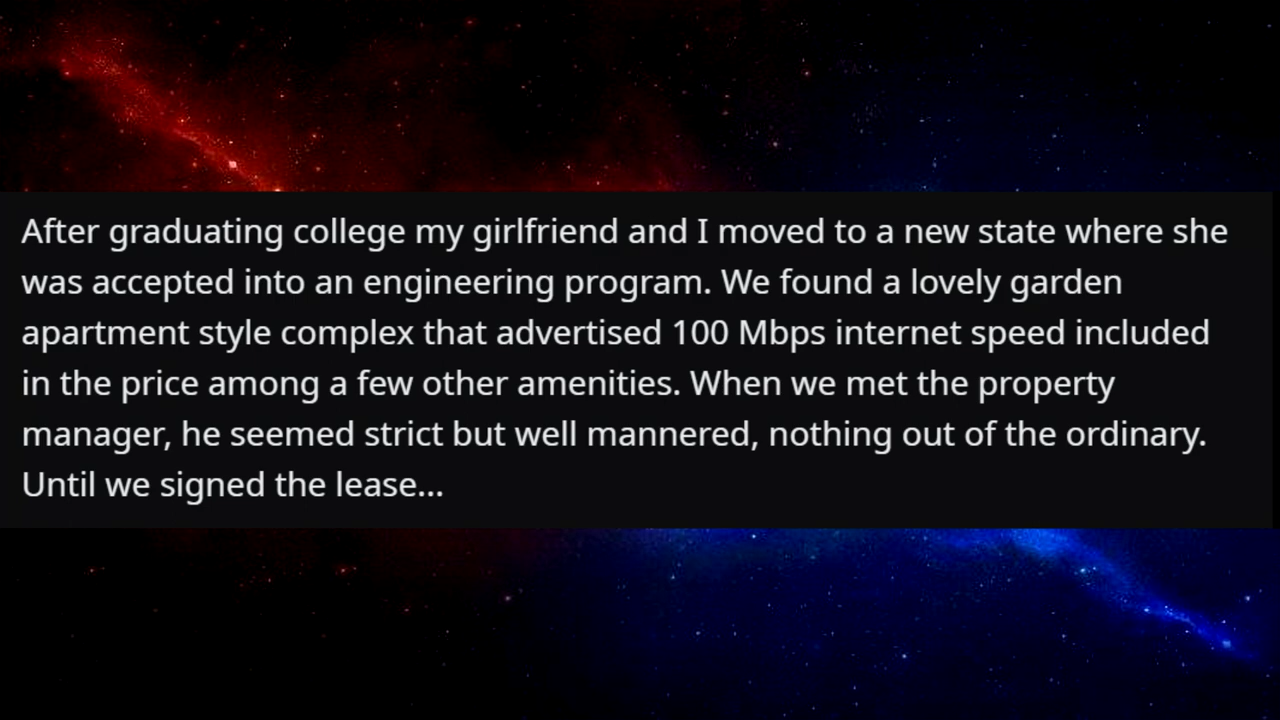 After graduating college my girlfriend and I moved to a new state where she
was accepted into an engineering program. We found a lovely garden
apartment style complex that advertised 100 Mbps internet speed included
in the price among a few other amenities. When we met the property
manager, he seemed strict but well mannered, nothing out of the ordinary.
Until we signed the lease...